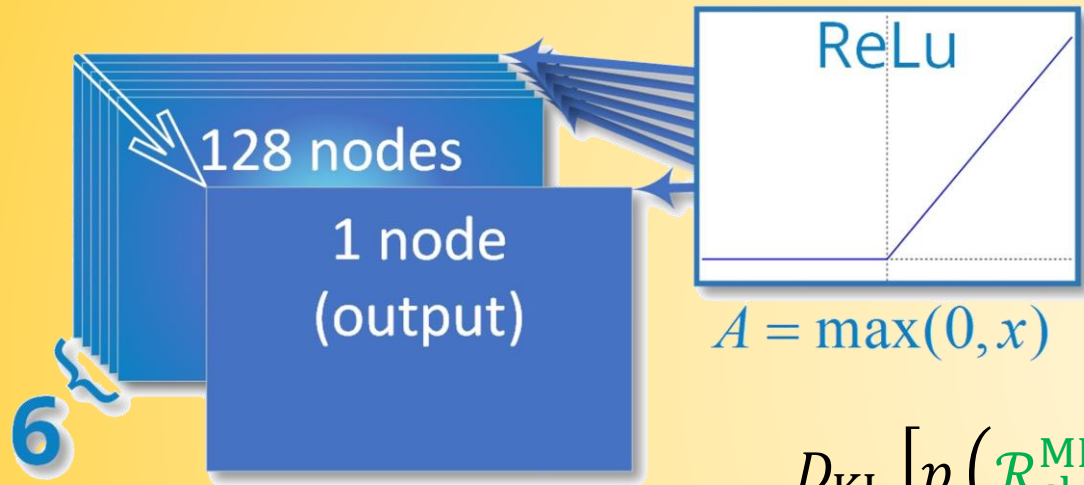 ReLu
128 nodes
1 node
(output)
A = max(0, x)
6
D
[p (ℛ